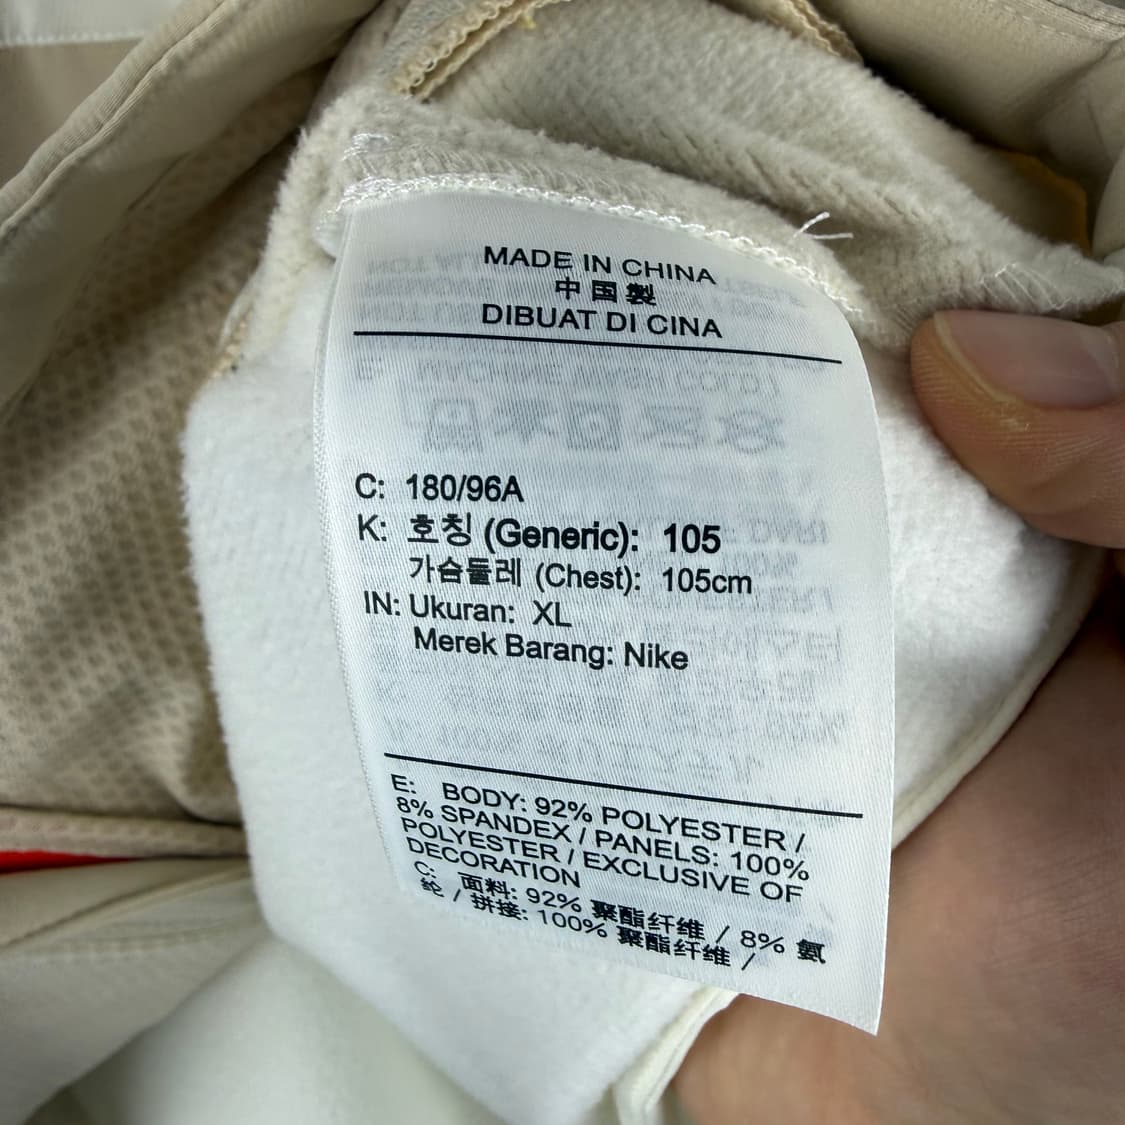 MADE IN CHINA
中国製
DIBUAT DI CINA
C: 180/96A
K: 호칭 (Generic): 105
가슴둘레 (Chest): 105cm
IN: Ukuran: XL
Merek Barang: Nike
E: BODY: 92% POLYESTER /
8% SPANDEX / PANELS: 100%
POLYESTER / EXCLUSIVE OF
DECORATION
C: 面料: 92% 聚酯纤维 / 8% 氨
纶 / 拼接: 100% 聚酯纤维 /